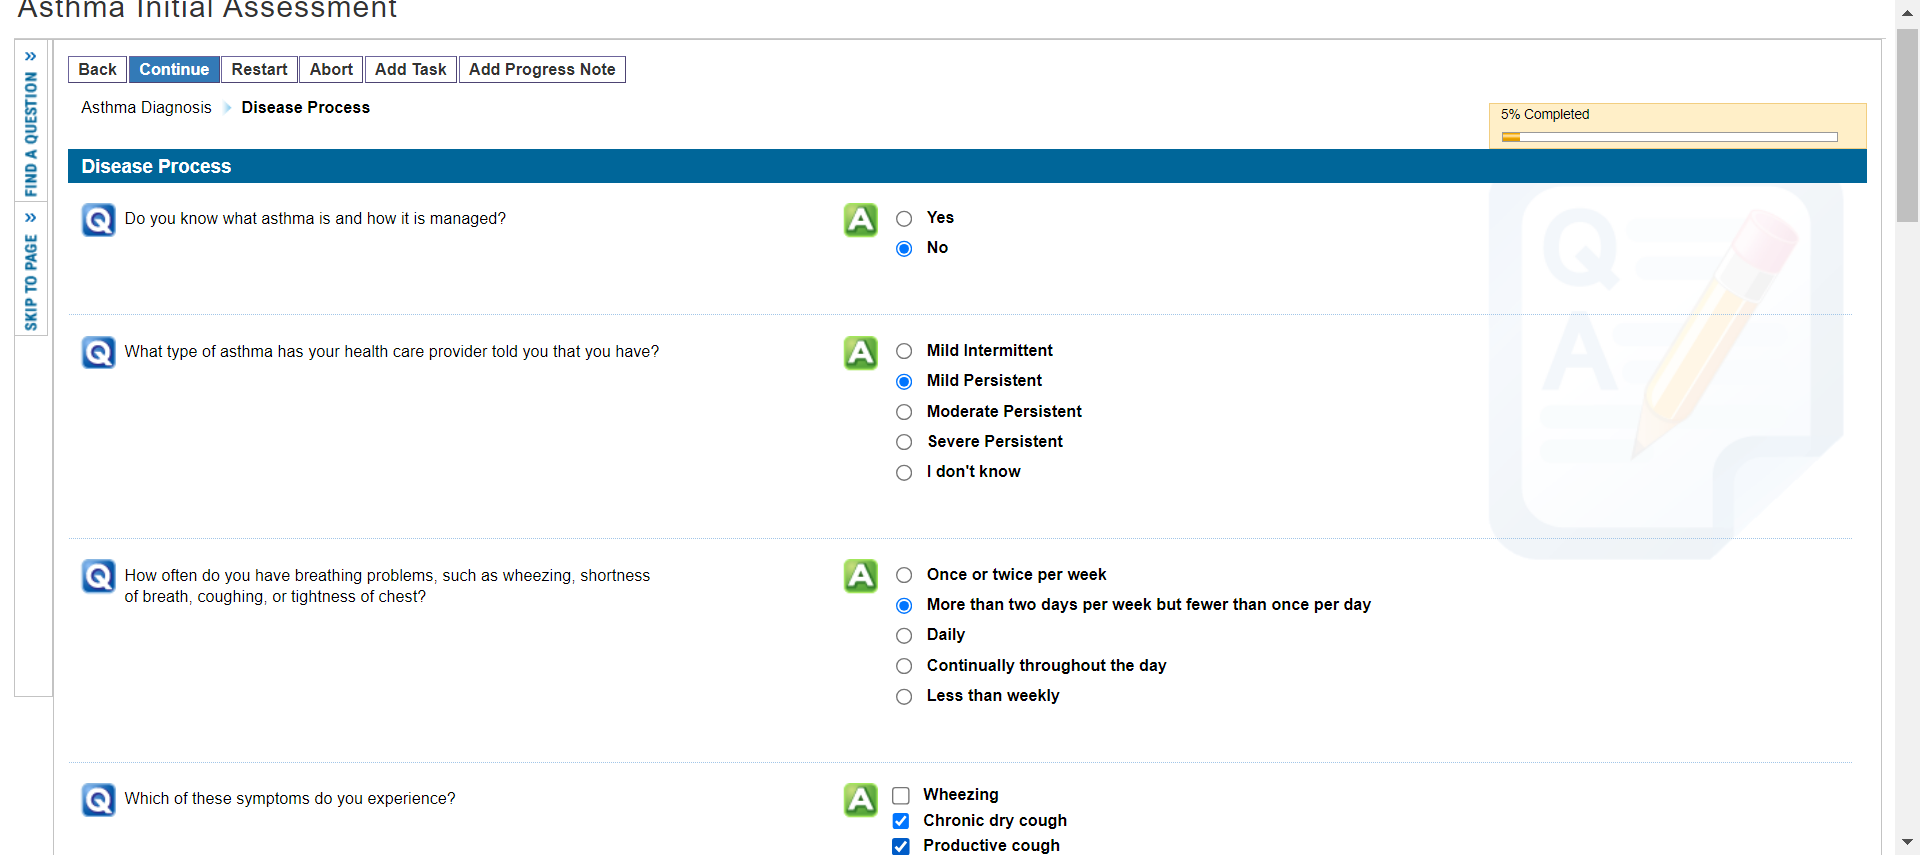 Asthma Initial Assessment
FIND A QUESTION
SKIP TO PAGE
Back Continue Restart Abort Add Task Add Progress Note
Asthma Diagnosis Disease Process
5% Completed
Disease Process
Q Do you know what asthma is and how it is managed?
A Yes
No
Q What type of asthma has your health care provider told you that you have?
A Mild Intermittent
Mild Persistent
Moderate Persistent
Severe Persistent
I don't know
Q How often do you have breathing problems, such as wheezing, shortness
of breath, coughing, or tightness of chest?
A Once or twice per week
More than two days per week but fewer than once per day
Daily
Continually throughout the day
Less than weekly
Q Which of these symptoms do you experience?
A Wheezing
Chronic dry cough
Productive cough
Q
A